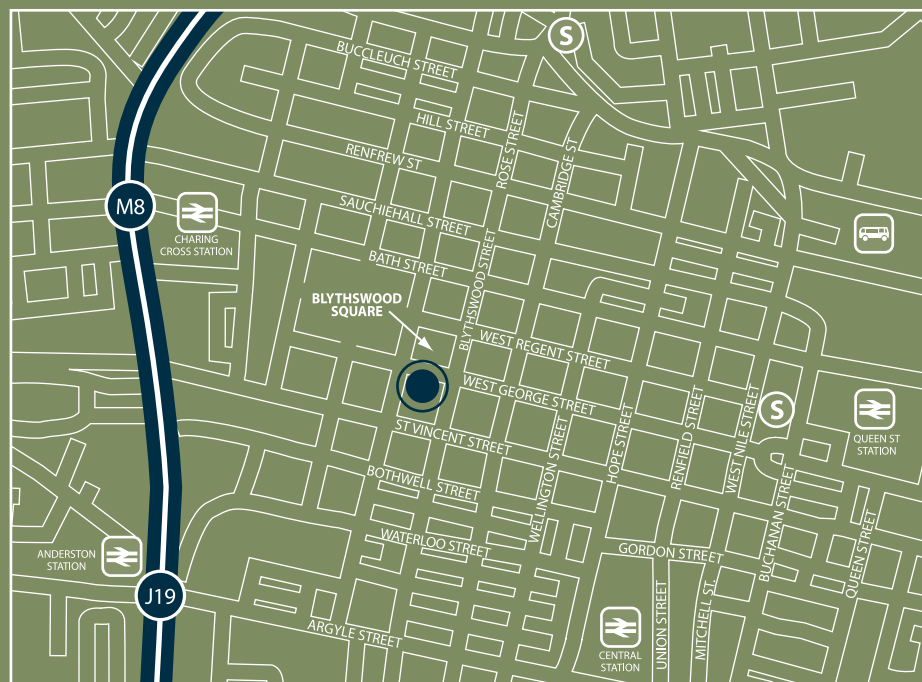 S
BUCCLEUCH STREET
HILL STREET
ROSE STREET
RENFREW ST
CAMBRIDGE ST
M8
CHARING
CROSS STATION
SAUCHIEHALL STREET
BATH STREET
BLYTHSWOOD STREET
BLYTHSWOOD
SQUARE
WEST REGENT STREET
WEST GEORGE STREET
S
QUEEN ST
STATION
ST VINCENT STREET
HOPE STREET
RENFIELD STREET
WEST NILE STREET
BOTHWELL STREET
WELLINGTON STREET
BUCHANAN STREET
QUEEN STREET
WATERLOO STREET
GORDON STREET
ANDERSTON
STATION
J19
ARGYLE STREET
CENTRAL
STATION
UNION STREET
MITCHELL ST.